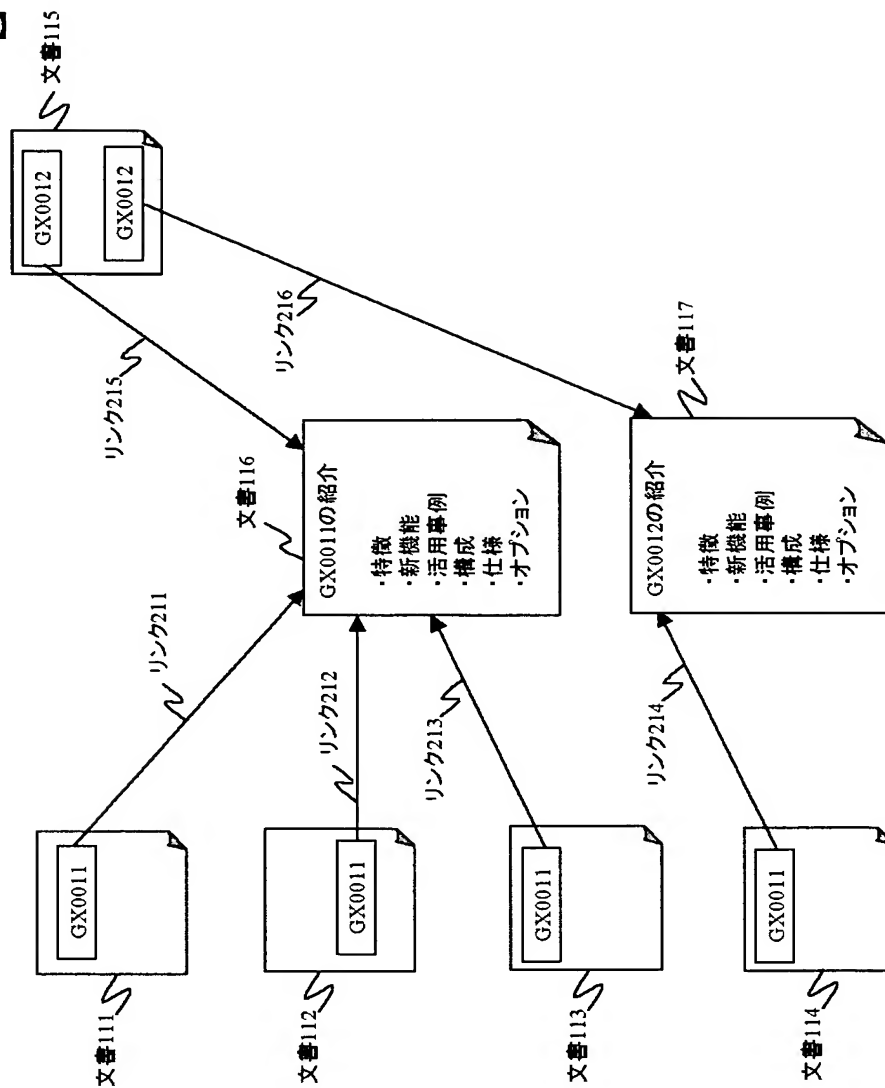 文書115
GX0012
GX0012
リンク215
リンク216
文書116
文書117
GX0011の紹介
・特徴
・新機能
・活用事例
・構成
・仕様
・オプション
GX0012の紹介
・特徴
・新機能
・活用事例
・構成
・仕様
・オプション
リンク211
リンク212
リンク213
リンク214
GX0011
GX0011
GX0011
GX0011
文書111
文書112
文書113
文書114